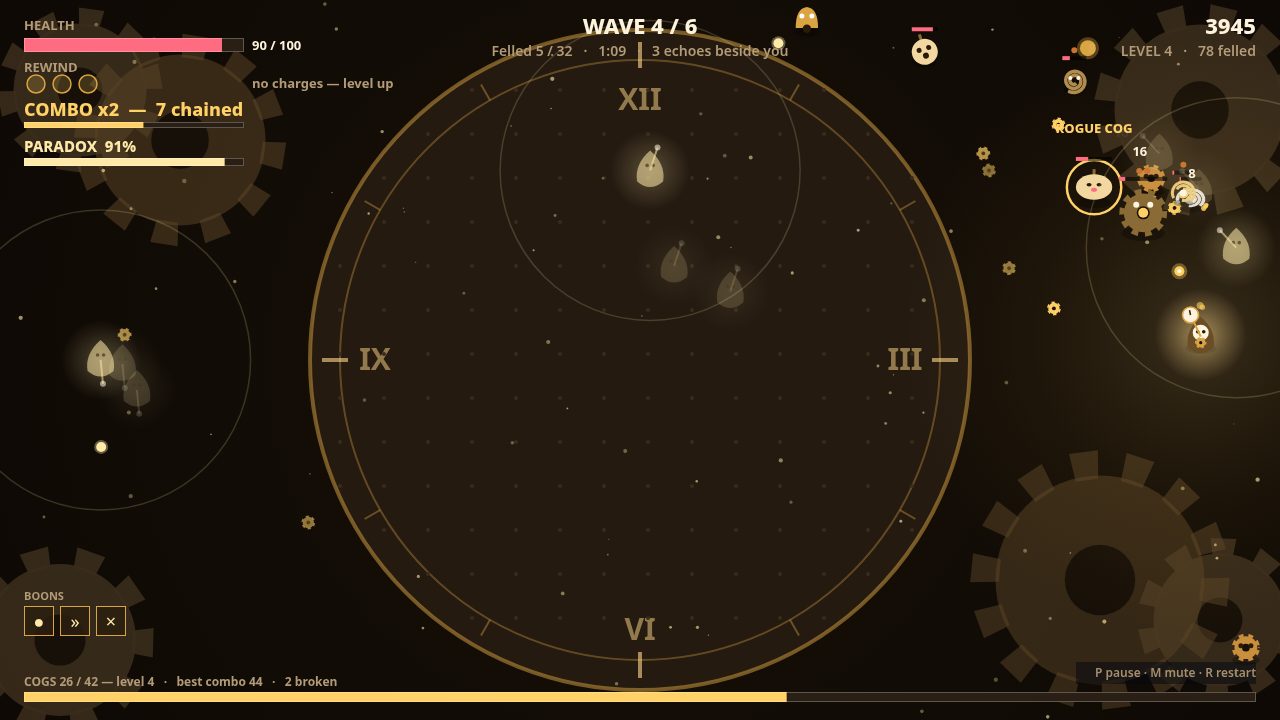 HEALTH
90 / 100
REWIND
no charges — level up
COMBO x2 — 7 chained
PARADOX 91%
WAVE 4 / 6
Felled 5 / 32 · 1:09 3 echoes beside you
3945
LEVEL 4 · 78 felled
ROGUE COG
16
8
XII
IX
III
VI
BOONS
COGS 26 / 42 — level 4 · best combo 44 · 2 broken
P pause · M mute · R restart